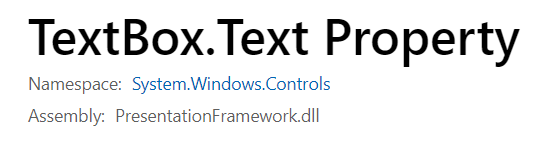 TextBox.Text Property
Namespace: System.Windows.Controls
Assembly: PresentationFramework.dll